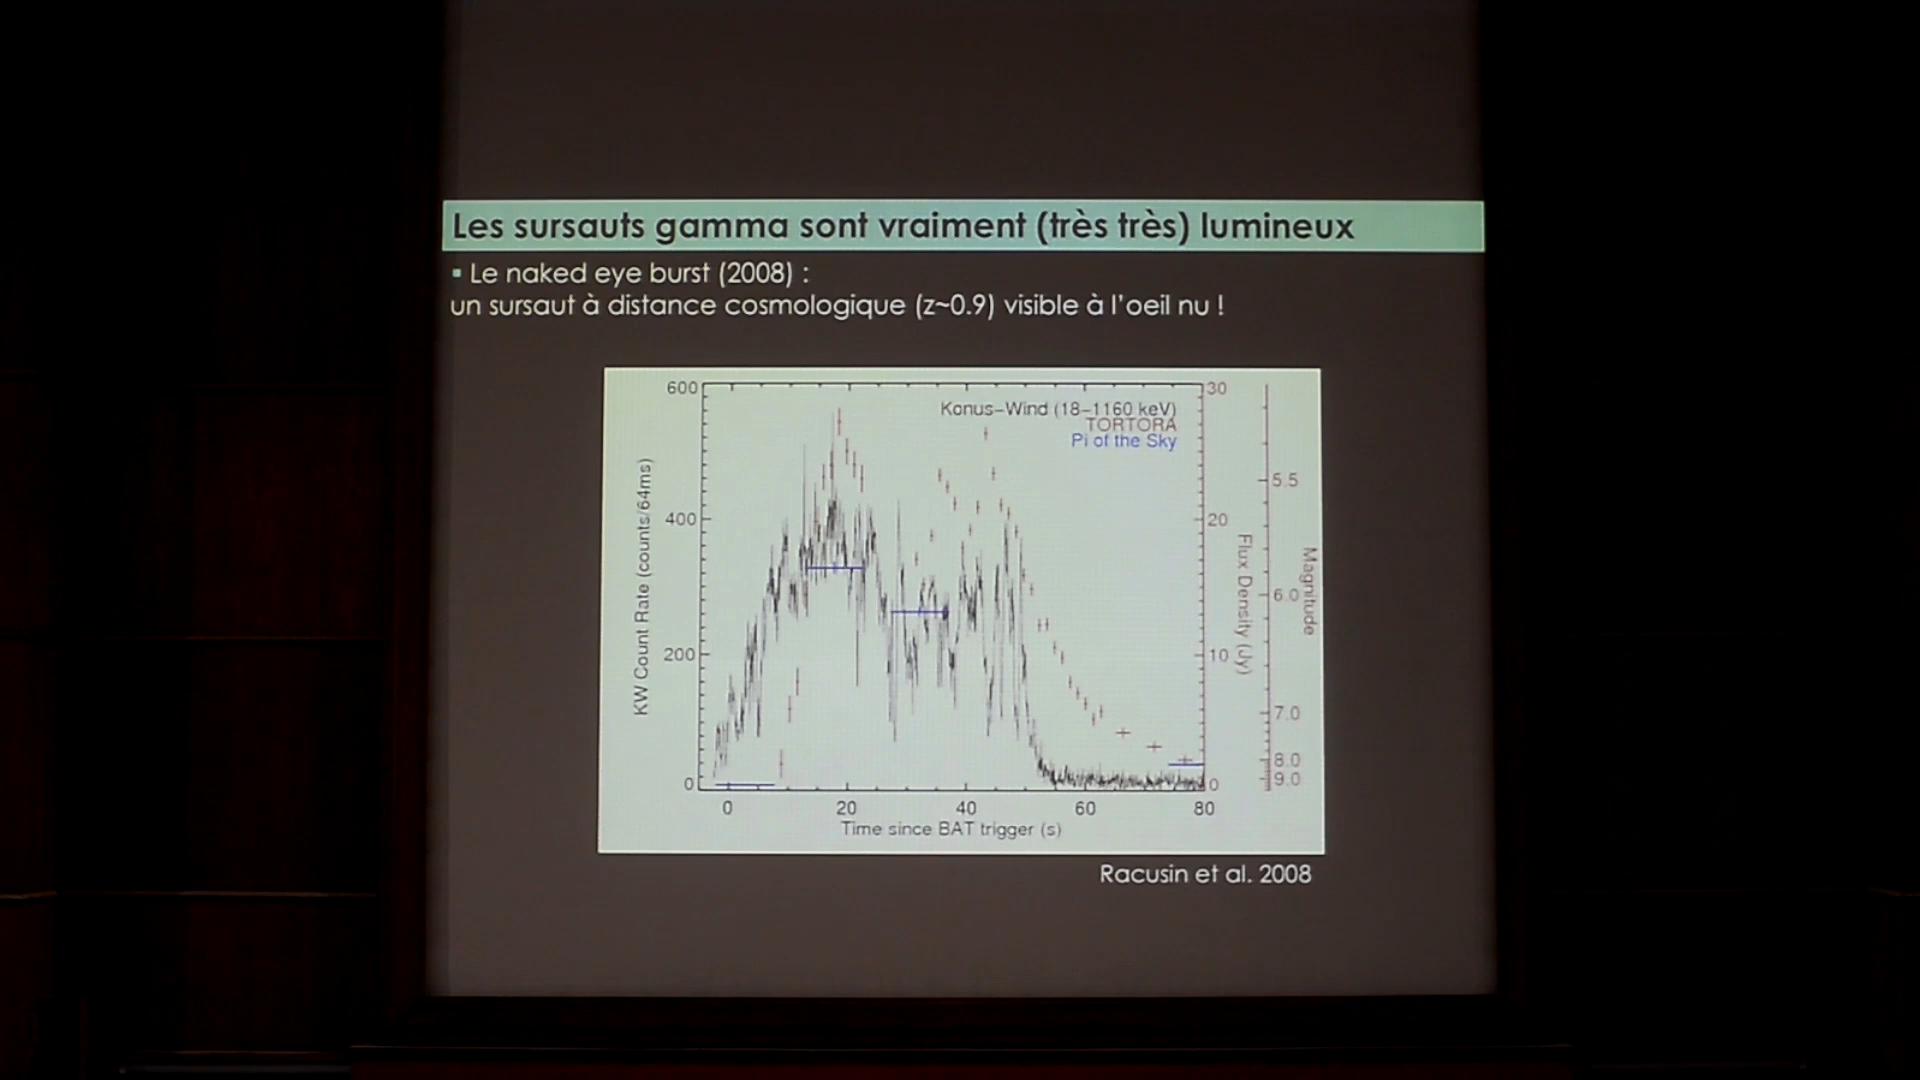 Les sursauts gamma sont vraiment (très très) lumineux
▪ Le naked eye burst (2008) :
un sursaut à distance cosmologique (z~0.9) visible à l'oeil nu !
600
400
200
0
KW Count Rate (counts/64ms)
Konus-Wind (18-1160 keV)
TORTORA
Pi of the Sky
30
20
10
0
Flux Density (Jy)
5.5
6.0
7.0
8.0
9.0
Magnitude
0 20 40 60 80
Time since BAT trigger (s)
Racusin et al. 2008